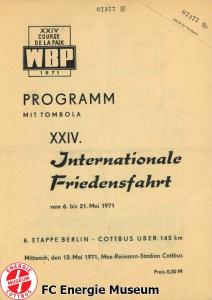 07377
07377
XXIV
COURSE
DE LA PAIX
WBP
1971
PROGRAMM
MIT TOMBOLA
XXIV.
Internationale
Friedensfahrt
vom 6. bis 21. Mai 1971
6. ETAPPE BERLIN - COTTBUS ÜBER 145 km
Mittwoch, den 12. Mai 1971, Max-Reimann-Stadion Cottbus
Preis 0,50 M
ENERGIE
MUSEUM
COTTBUS
FC Energie Museum